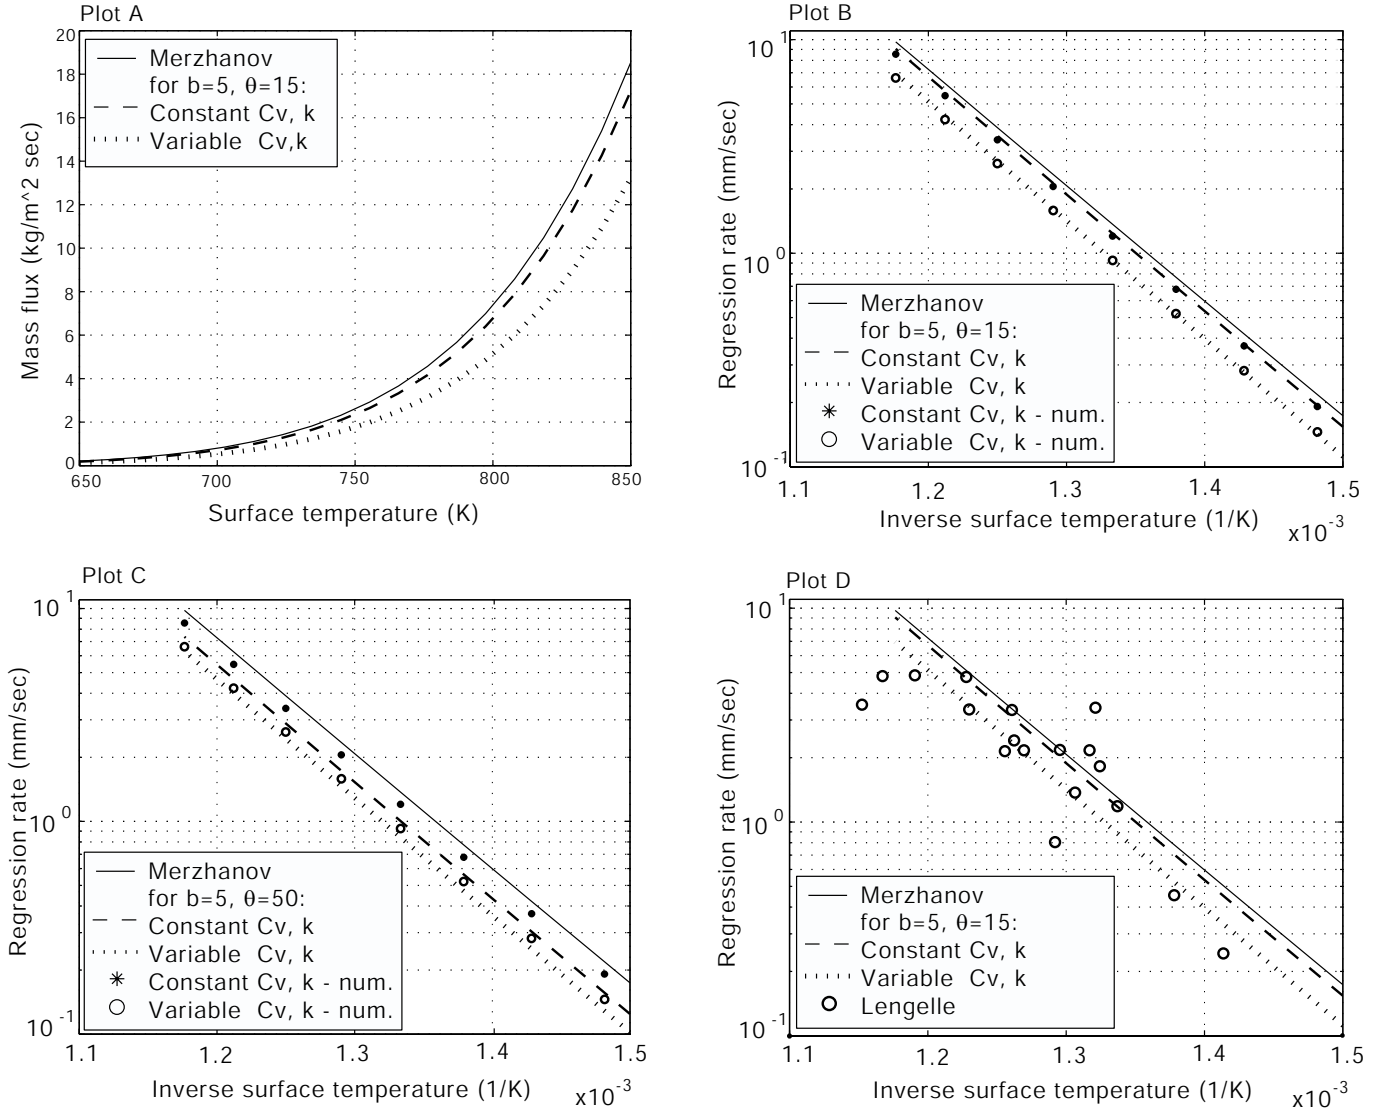 Plot A
20
18
16
14
12
10
8
6
4
2
0
650
700
750
800
850
Mass flux (kg/m^2 sec)
Surface temperature (K)
Merzhanov
for b=5, θ=15:
Constant Cv, k
Variable Cv,k
Plot B
10 1
10 0
10 -1
1.1
1.2
1.3
1.4
1.5
Regression rate (mm/sec)
Inverse surface temperature (1/K)
x10 -3
Merzhanov
for b=5, θ=15:
Constant Cv, k
Variable Cv, k
Constant Cv, k - num.
Variable Cv, k - num.
Plot C
10 1
10 0
10 -1
1.1
1.2
1.3
1.4
1.5
Regression rate (mm/sec)
Inverse surface temperature (1/K)
x10 -3
Merzhanov
for b=5, θ=50:
Constant Cv, k
Variable Cv, k
Constant Cv, k - num.
Variable Cv, k - num.
Plot D
10 1
10 0
10 -1
1.1
1.2
1.3
1.4
1.5
Regression rate (mm/sec)
Inverse surface temperature (1/K)
x10 -3
Merzhanov
for b=5, θ=15:
Constant Cv, k
Variable Cv, k
Lengelle